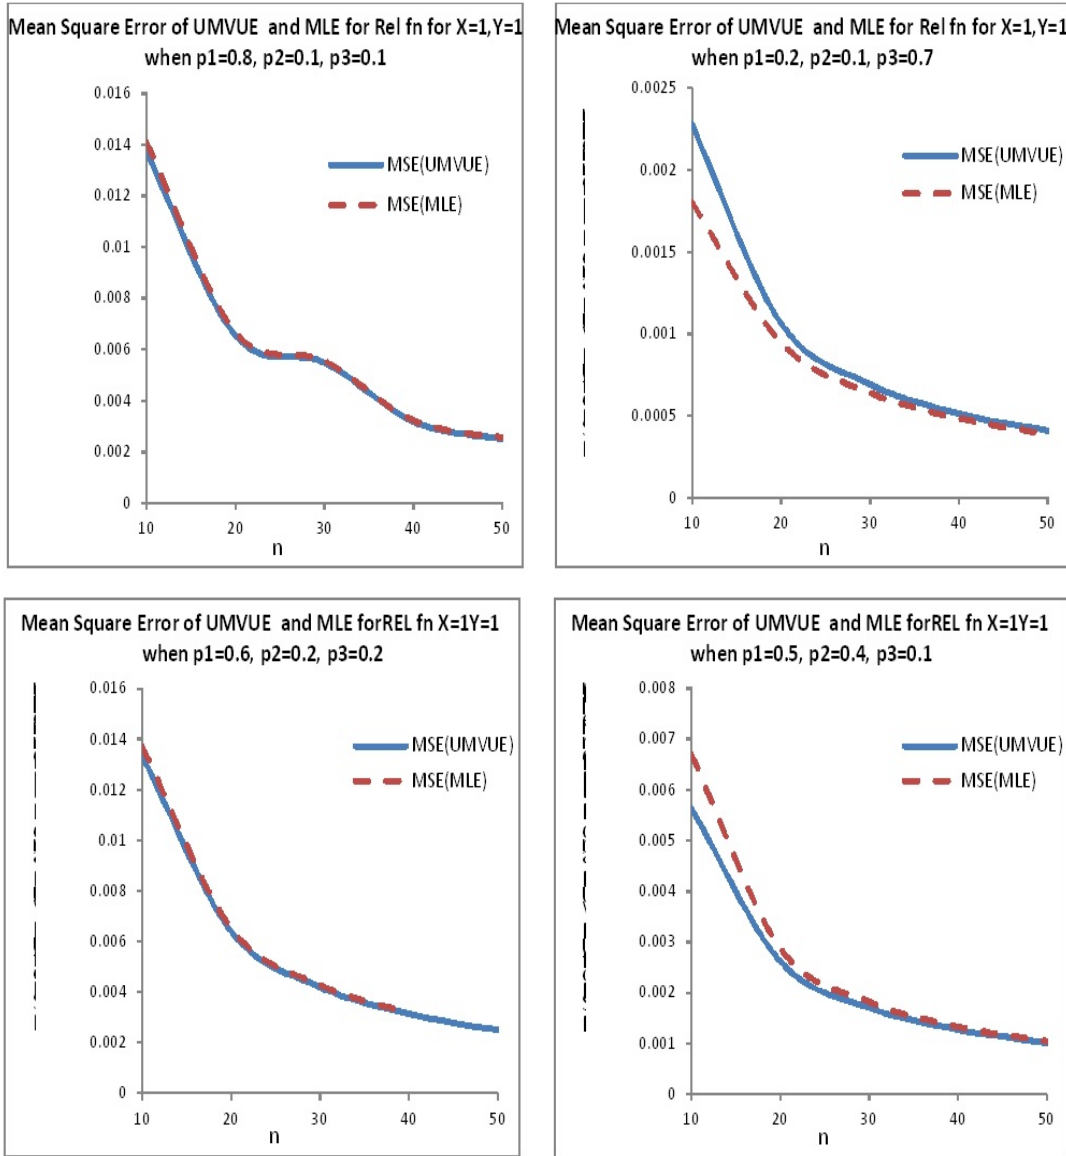 Mean Square Error of UMVUE and MLE for Rel fn for X=1,Y=1
when p1=0.8, p2=0.1, p3=0.1
0.016
0.014
0.012
0.01
0.008
0.006
0.004
0.002
0
10
20
30
40
50
n
MSE(UMVUE)
MSE(MLE)
Mean Square Error of UMVUE and MLE for Rel fn for X=1,Y=1
when p1=0.2, p2=0.1, p3=0.7
0.0025
0.002
0.0015
0.001
0.0005
0
10
20
30
40
50
n
MSE(UMVUE)
MSE(MLE)
Mean Square Error of UMVUE and MLE forREL fn X=1Y=1
when p1=0.6, p2=0.2, p3=0.2
0.016
0.014
0.012
0.01
0.008
0.006
0.004
0.002
0
10
20
30
40
50
n
MSE(UMVUE)
MSE(MLE)
Mean Square Error of UMVUE and MLE forREL fn X=1Y=1
when p1=0.5, p2=0.4, p3=0.1
0.008
0.007
0.006
0.005
0.004
0.003
0.002
0.001
0
10
20
30
40
50
n
MSE(UMVUE)
MSE(MLE)